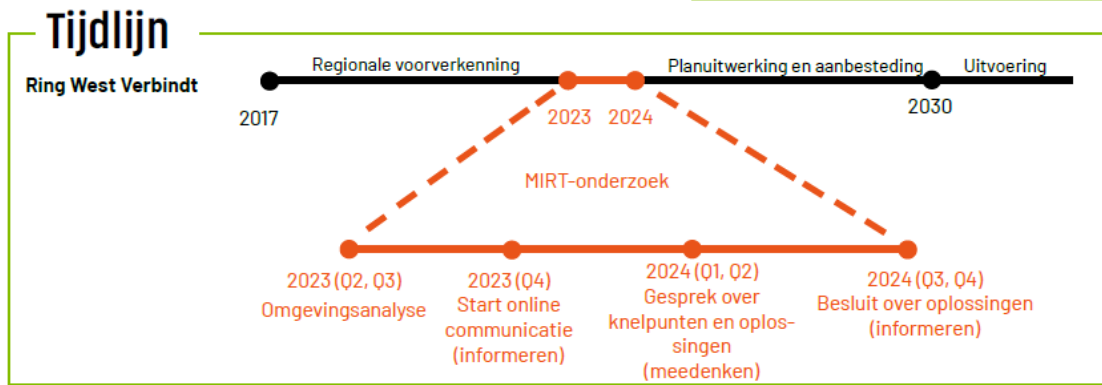 Tijdlijn
Ring West Verbindt
Regionale voorverkenning
Planuitwerking en aanbesteding
Uitvoering
2017
2023
2024
2030
MIRT-onderzoek
2023 (Q2, Q3)
Omgevingsanalyse
2023 (Q4)
Start online
communicatie
(informeren)
2024 (Q1, Q2)
Gesprek over
knelpunten en oplos-
singen
(meedenken)
2024 (Q3, Q4)
Besluit over oplossingen
(informeren)